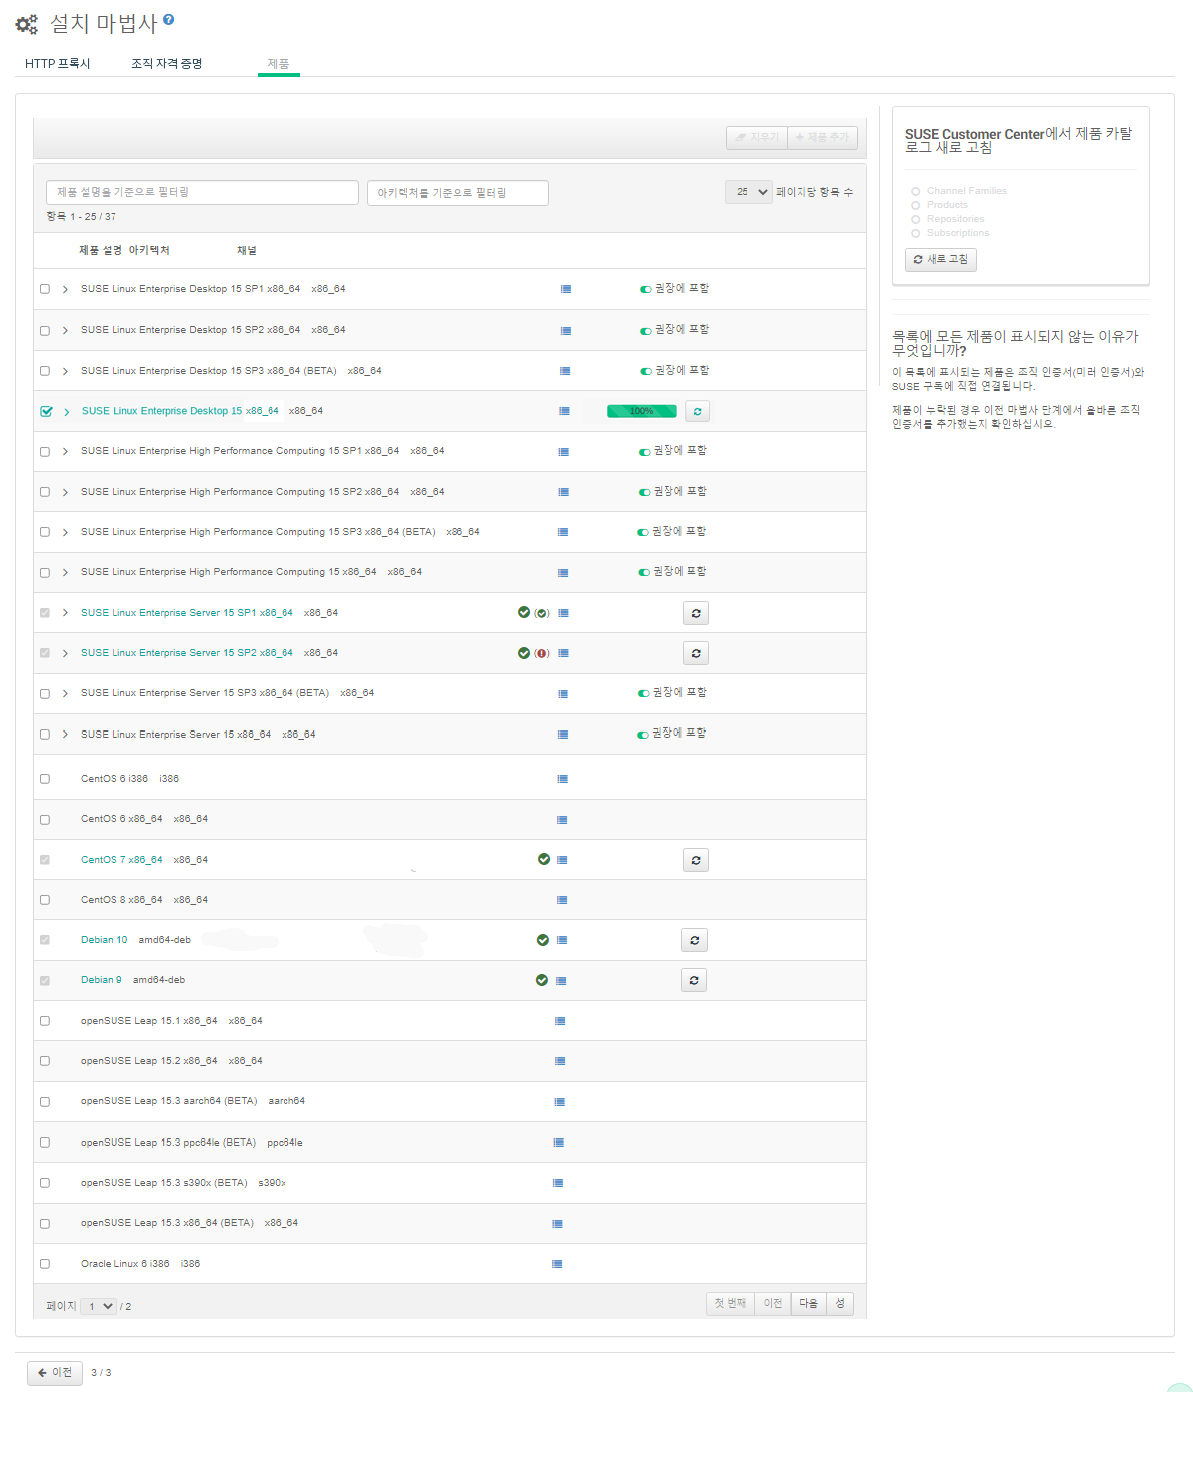 설치 마법사
HTTP 프록시 조직 자격 증명 제품
지우기 제품 추가
제품 설명을 기준으로 필터링 아키텍처를 기준으로 필터링 25 페이지당 항목 수
항목 1 - 25 / 37
제품 설명 아키텍처 채널
SUSE Linux Enterprise Desktop 15 SP1 x86_64 x86_64 권장에 포함
SUSE Linux Enterprise Desktop 15 SP2 x86_64 x86_64 권장에 포함
SUSE Linux Enterprise Desktop 15 SP3 x86_64 (BETA) x86_64 권장에 포함
SUSE Linux Enterprise Desktop 15 x86_64 x86_64 100%
SUSE Linux Enterprise High Performance Computing 15 SP1 x86_64 x86_64 권장에 포함
SUSE Linux Enterprise High Performance Computing 15 SP2 x86_64 x86_64 권장에 포함
SUSE Linux Enterprise High Performance Computing 15 SP3 x86_64 (BETA) x86_64 권장에 포함
SUSE Linux Enterprise High Performance Computing 15 x86_64 x86_64 권장에 포함
SUSE Linux Enterprise Server 15 SP1 x86_64 x86_64
SUSE Linux Enterprise Server 15 SP2 x86_64 x86_64
SUSE Linux Enterprise Server 15 SP3 x86_64 (BETA) x86_64 권장에 포함
SUSE Linux Enterprise Server 15 x86_64 x86_64 권장에 포함
CentOS 6 i386 i386
CentOS 6 x86_64 x86_64
CentOS 7 x86_64 x86_64
CentOS 8 x86_64 x86_64
Debian 10 amd64-deb
Debian 9 amd64-deb
openSUSE Leap 15.1 x86_64 x86_64
openSUSE Leap 15.2 x86_64 x86_64
openSUSE Leap 15.3 aarch64 (BETA) aarch64
openSUSE Leap 15.3 ppc64le (BETA) ppc64le
openSUSE Leap 15.3 s390x (BETA) s390x
openSUSE Leap 15.3 x86_64 (BETA) x86_64
Oracle Linux 6 i386 i386
페이지 1 / 2 첫 번째 이전 다음 성
이전 3 / 3
SUSE Customer Center에서 제품 카탈
로그 새로 고침
Channel Families
Products
Repositories
Subscriptions
새로 고침
목록에 모든 제품이 표시되지 않는 이유가
무엇입니까?
이 목록에 표시되는 제품은 조직 인증서(미러 인증서)와
SUSE 구독에 직접 연결됩니다.
제품이 누락된 경우 이전 마법사 단계에서 올바른 조직
인증서를 추가했는지 확인하십시오.